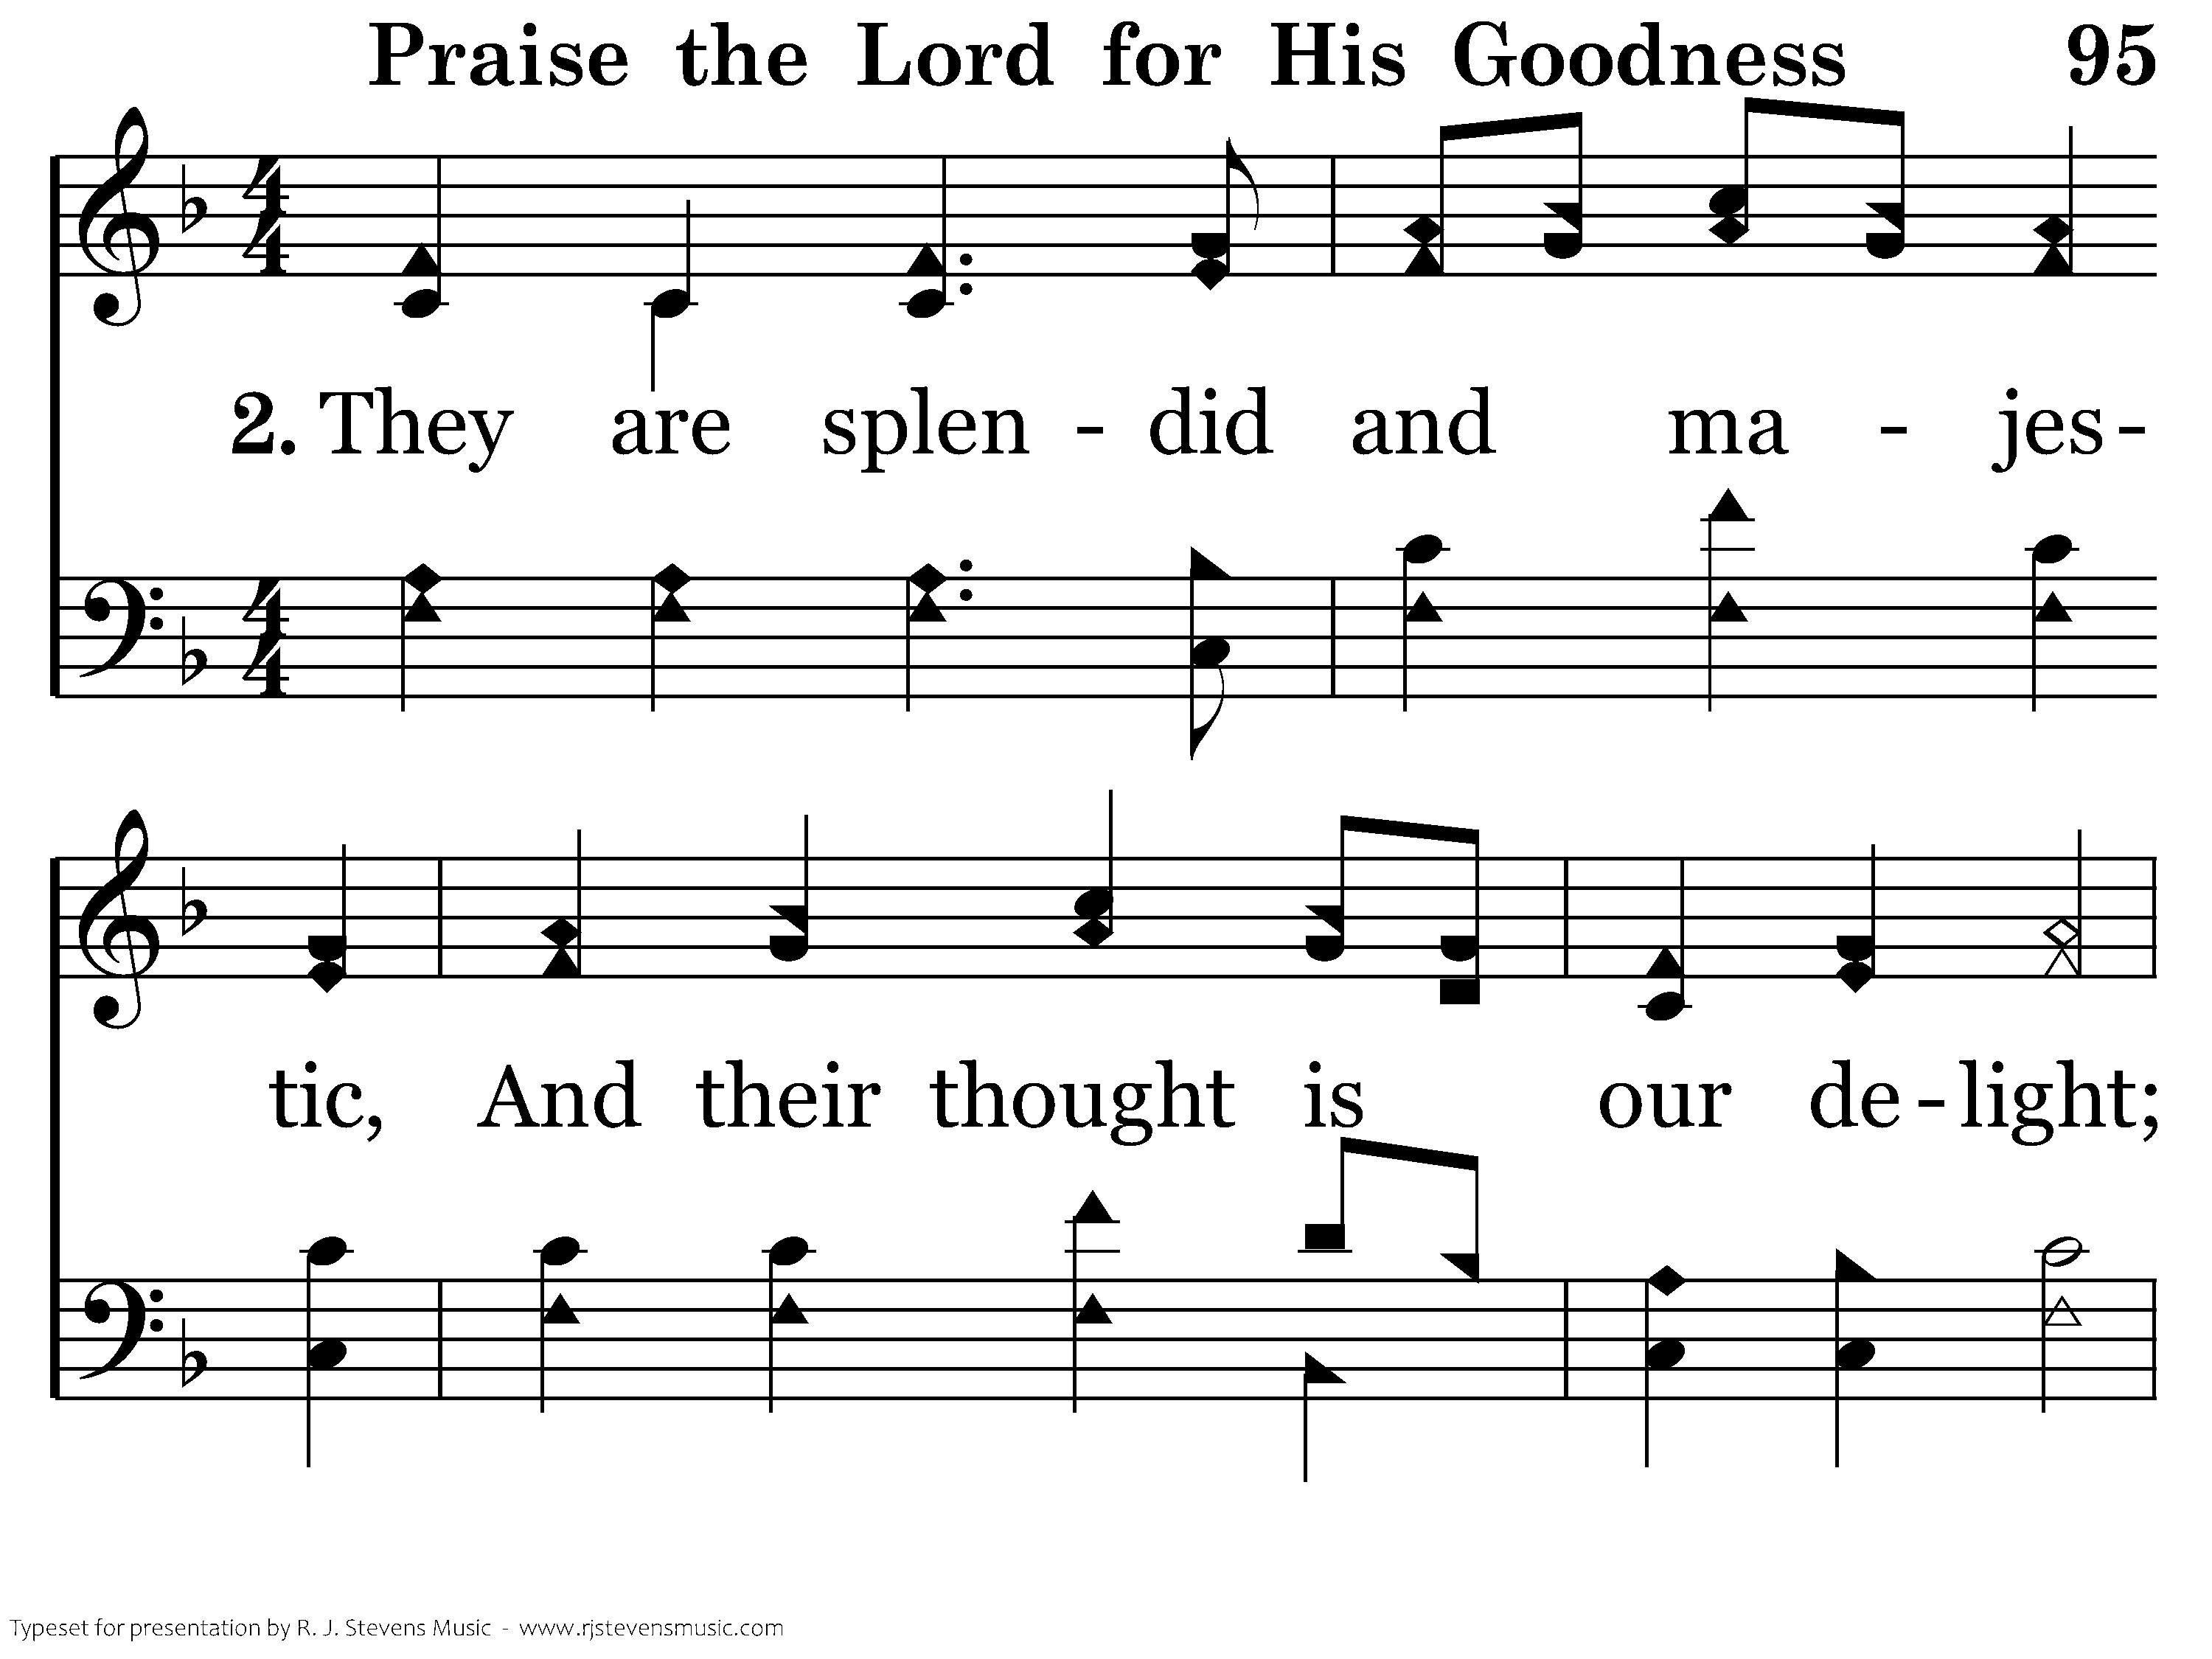 Praise the Lord for His Goodness 95
2. They are splen - did and ma - jes -
tic, And their thought is our de - light;
Typeset for presentation by R. J. Stevens Music - www.rjstevensmusic.com